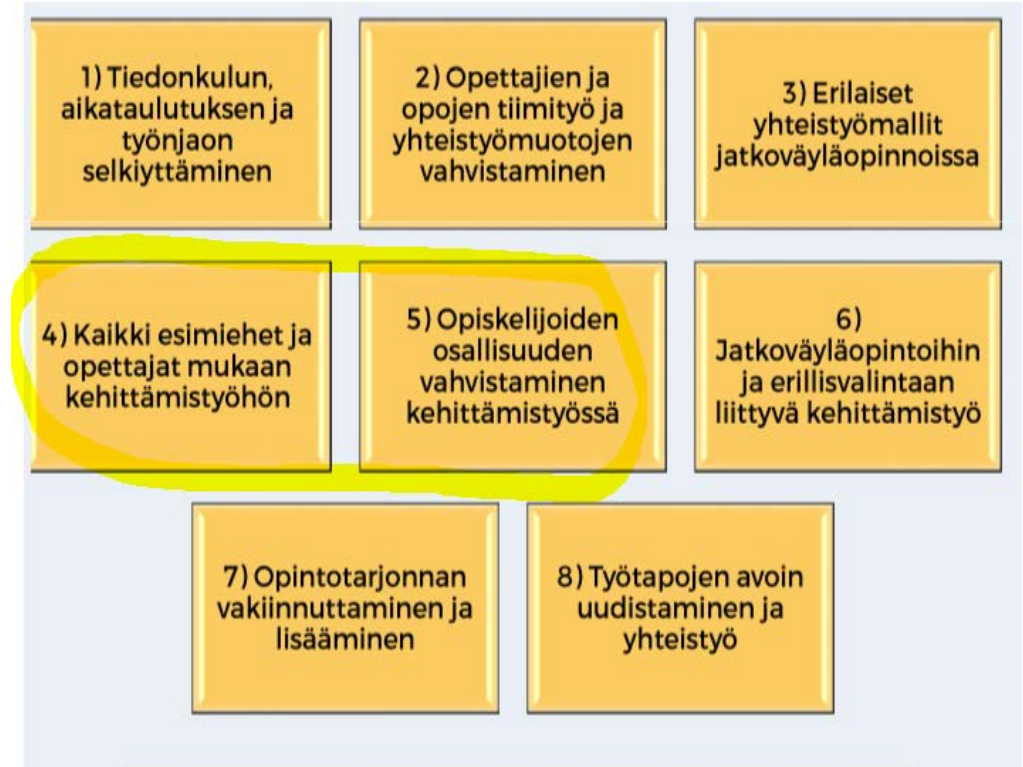 1) Tiedonkulun,
aikataulutuksen ja
työnjaon
selkiyttäminen
2) Opettajien ja
opojen tiimityö ja
yhteistyömuotojen
vahvistaminen
3) Erilaiset
yhteistyömallit
jatkoväyläopinnoissa
4) Kaikki esimiehet ja
opettajat mukaan
kehittämistyöhön
5) Opiskelijoiden
osallisuuden
vahvistaminen
kehittämistyössä
6)
Jatkoväyläopintoihin
ja erillisvalintaan
liittyvä kehittämistyö
7) Opintotarjonnan
vakiinnuttaminen ja
lisääminen
8) Työtapojen avoin
uudistaminen ja
yhteistyö